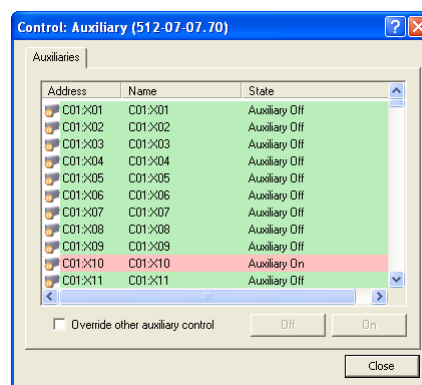 Control: Auxiliary (512-07-07.70)
Auxiliaries
Address Name State
C01:X01 C01:X01 Auxiliary Off
C01:X02 C01:X02 Auxiliary Off
C01:X03 C01:X03 Auxiliary Off
C01:X04 C01:X04 Auxiliary Off
C01:X05 C01:X05 Auxiliary Off
C01:X06 C01:X06 Auxiliary Off
C01:X07 C01:X07 Auxiliary Off
C01:X08 C01:X08 Auxiliary Off
C01:X09 C01:X09 Auxiliary Off
C01:X10 C01:X10 Auxiliary On
C01:X11 C01:X11 Auxiliary Off
Override other auxiliary control Off On
Close